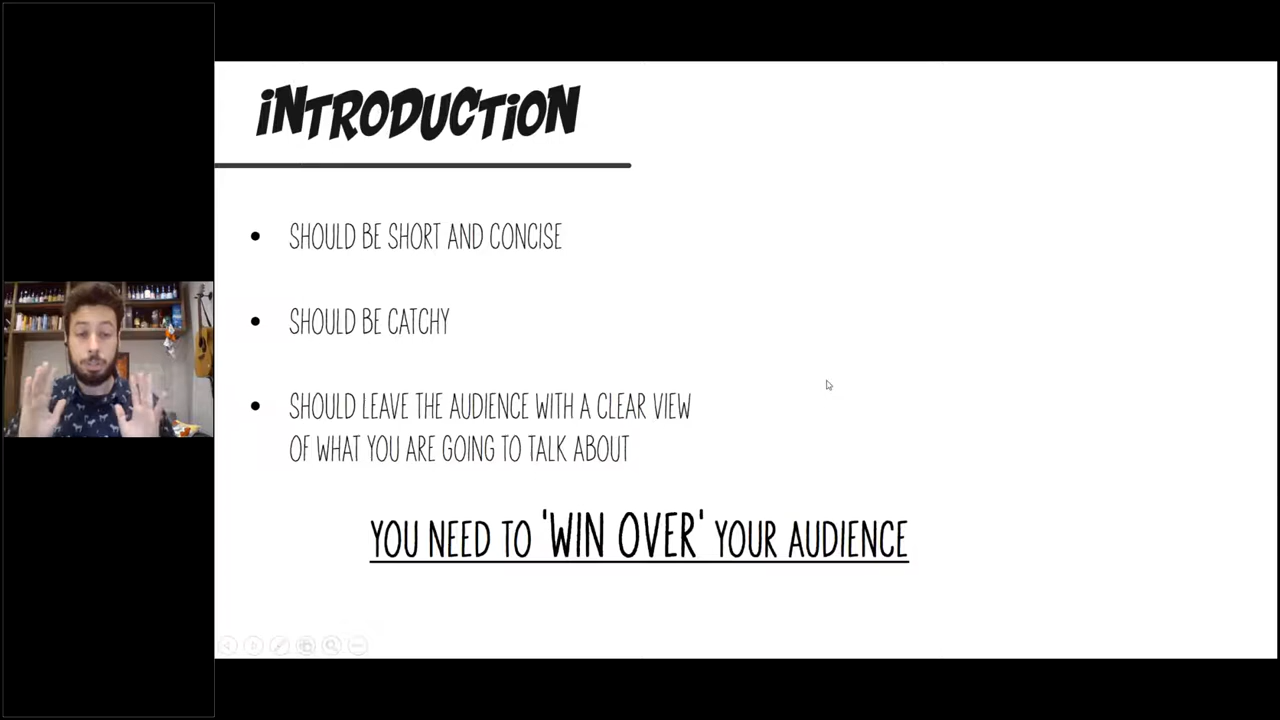 INTRODUCTION
• SHOULD BE SHORT AND CONCISE
• SHOULD BE CATCHY
• SHOULD LEAVE THE AUDIENCE WITH A CLEAR VIEW
OF WHAT YOU ARE GOING TO TALK ABOUT
YOU NEED TO 'WIN OVER' YOUR AUDIENCE